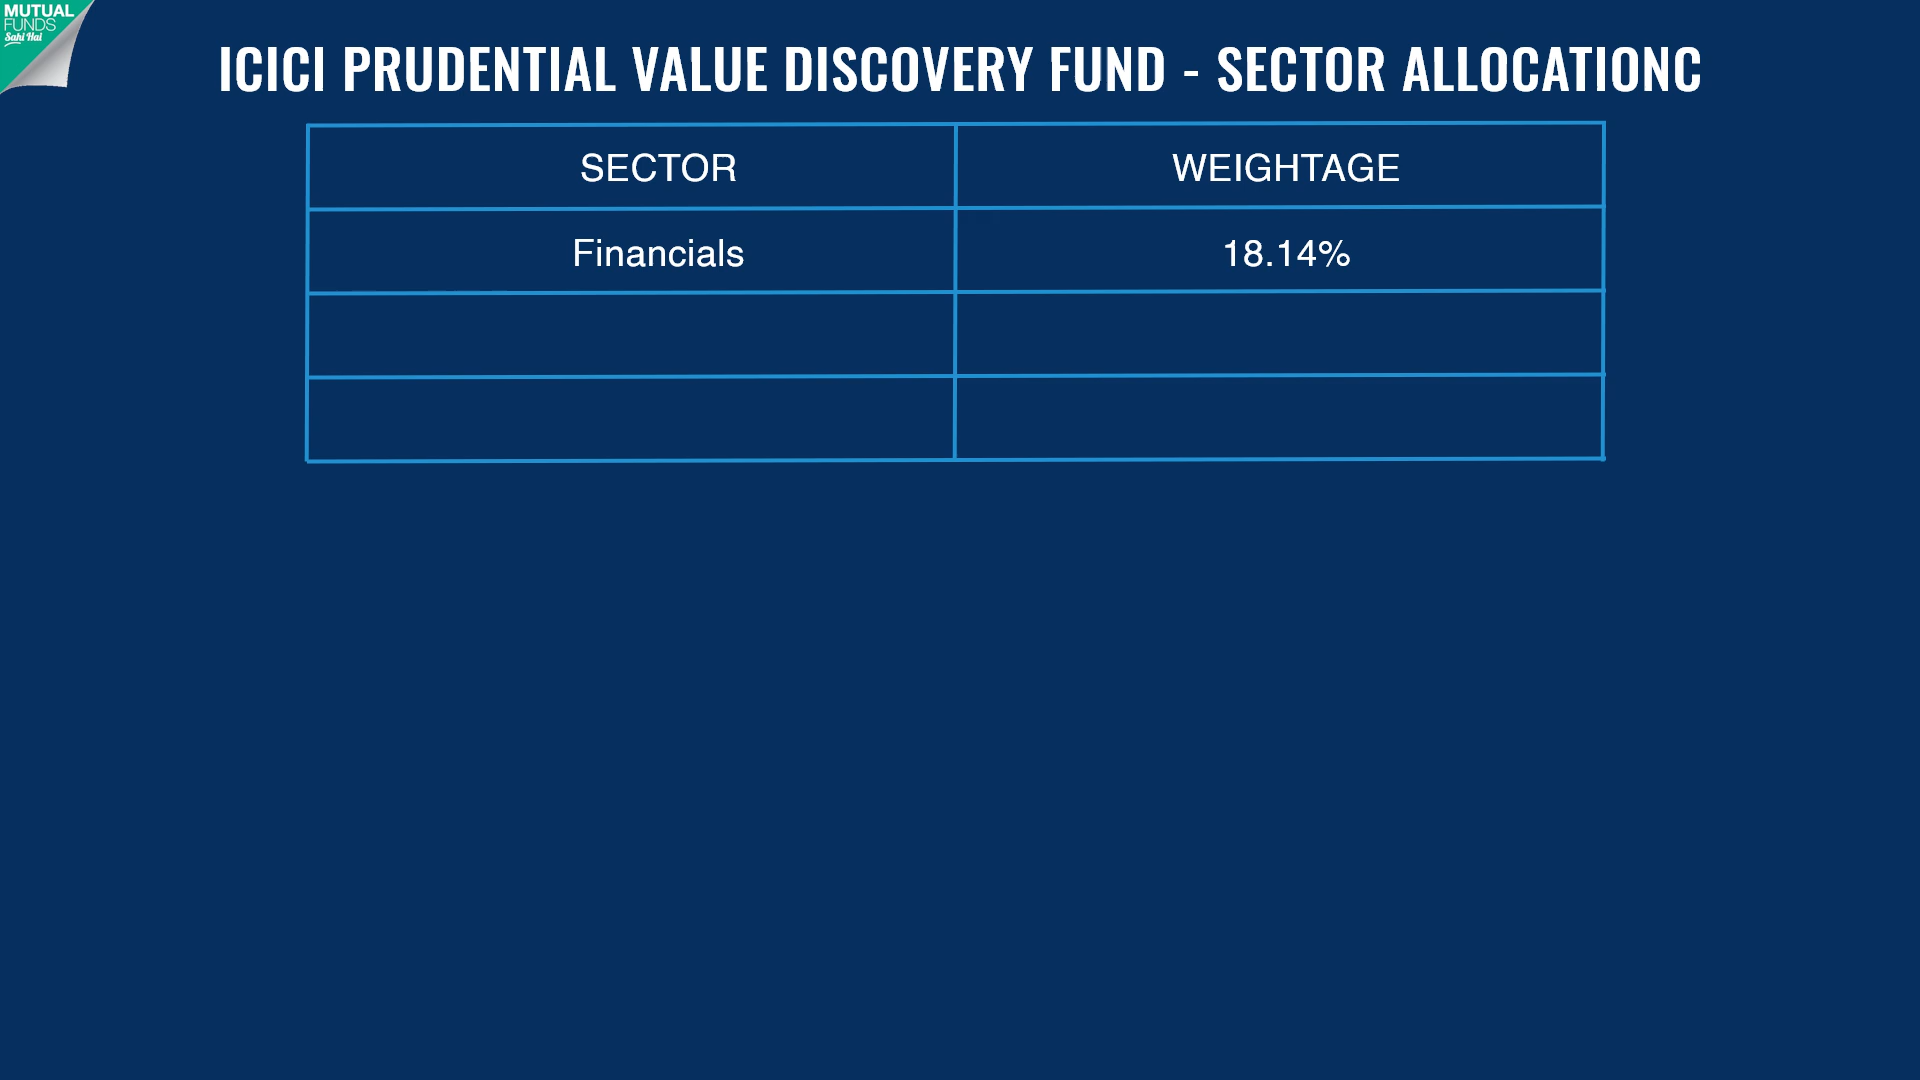 MUTUAL
FUNDS
Sahi Hai
ICICI PRUDENTIAL VALUE DISCOVERY FUND - SECTOR ALLOCATIONC
SECTOR WEIGHTAGE
Financials 18.14%